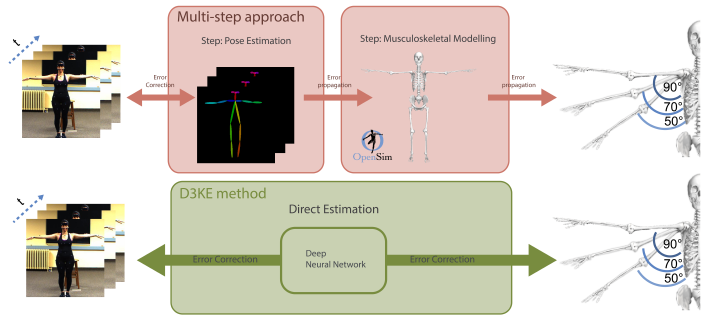 Multi-step approach
Step: Pose Estimation
Step: Musculoskeletal Modelling
Error
Correction
Error
propagation
Error
propagation
OpenSim
90°
70°
50°
t
D3KE method
Direct Estimation
Error Correction
Deep
Neural Network
Error Correction
90°
70°
50°
t